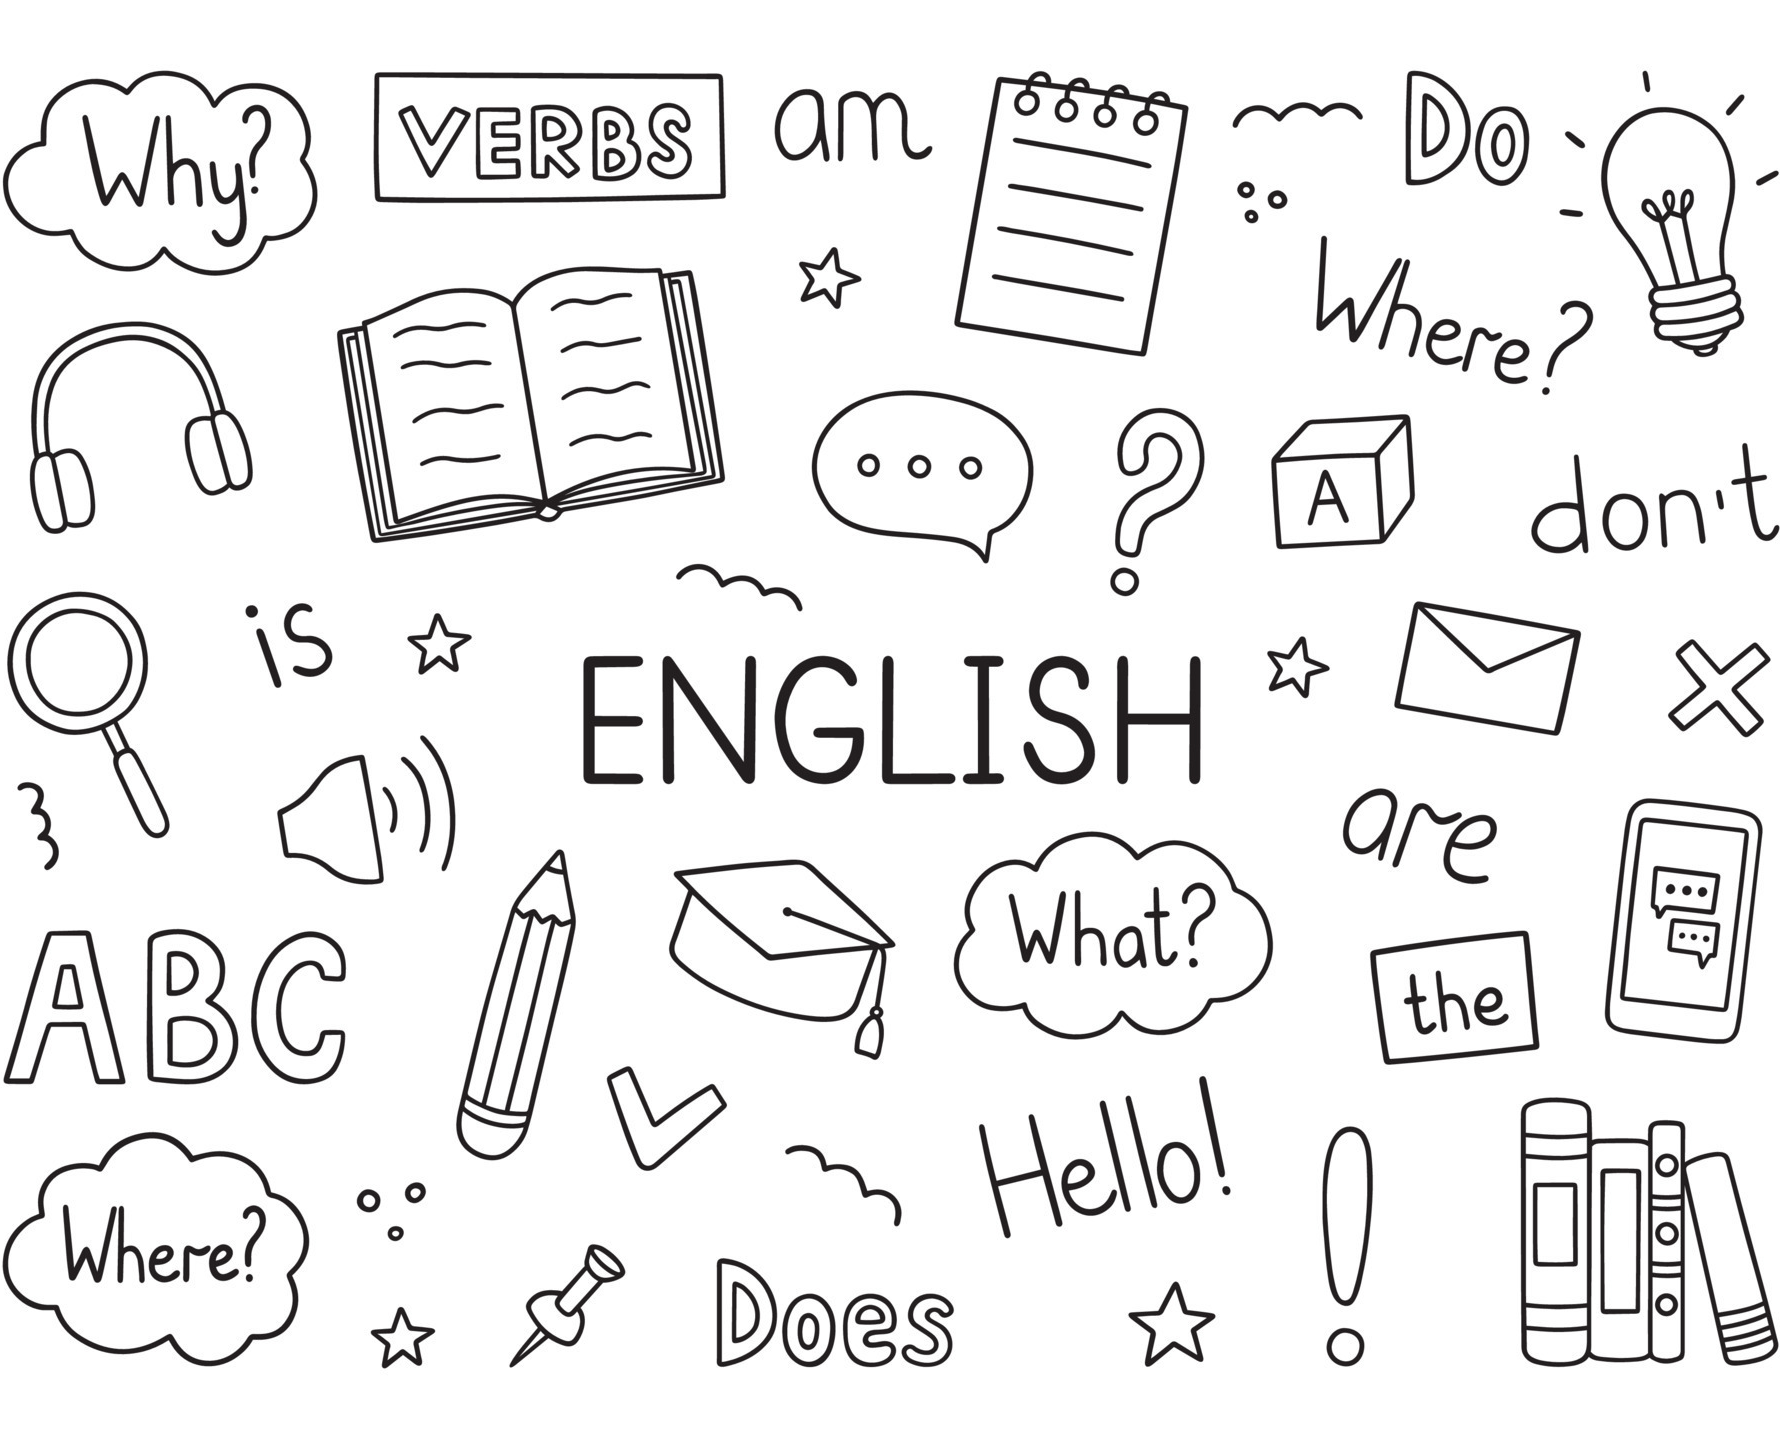 Why?
VERBS
am
Do
Where?
A
don't
is
ENGLISH
are
ABC
What?
the
Hello!
Where?
Does